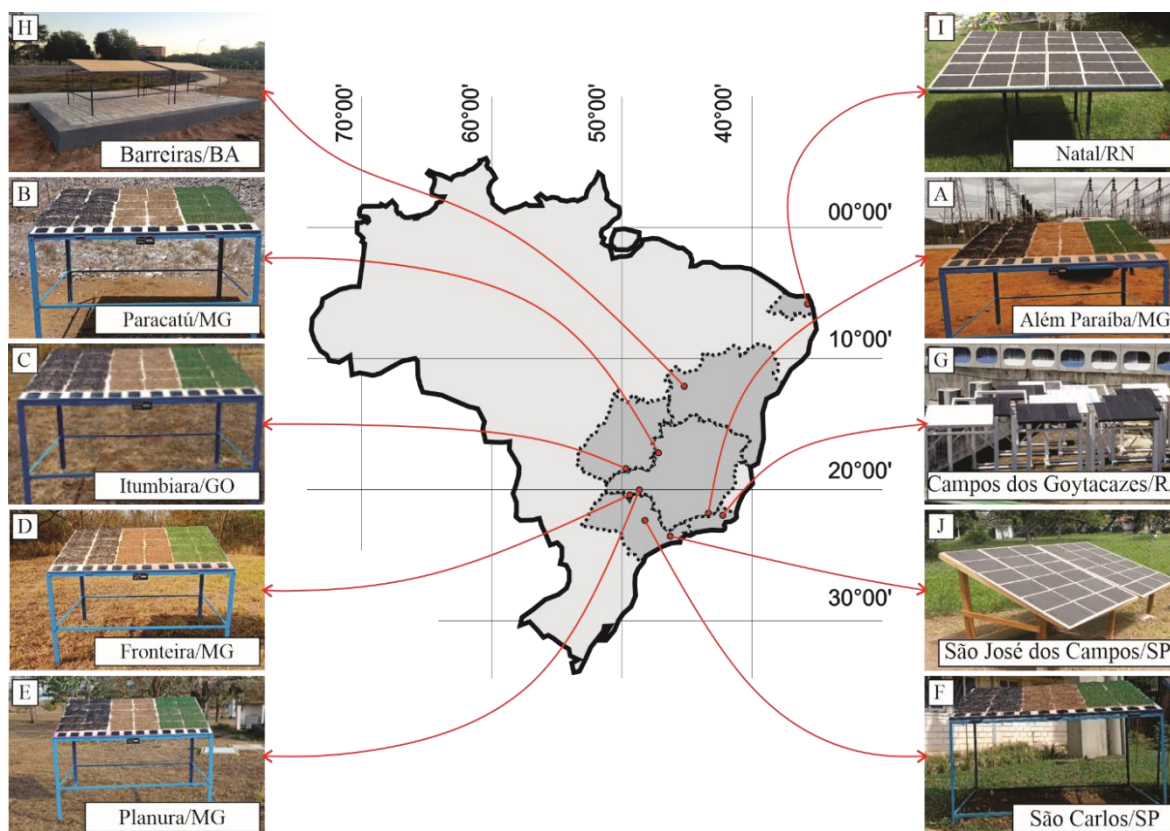 H
Barreiras/BA
B
Paracatú/MG
C
Itumbiara/GO
D
Fronteira/MG
E
Planura/MG
70°00'
60°00'
50°00'
40°00'
00°00'
10°00'
20°00'
30°00'
I
Natal/RN
A
Além Paraíba/MG
G
Campos dos Goytacazes/R
J
São José dos Campos/SP
F
São Carlos/SP